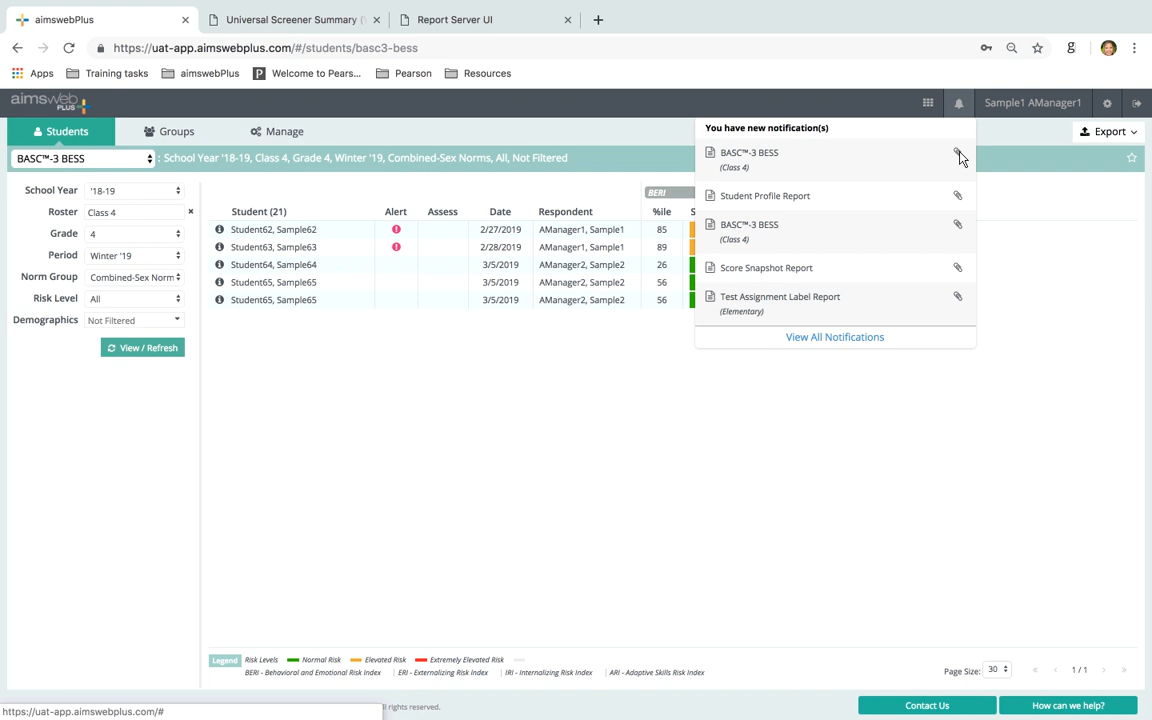 aimswebPlus
Universal Screener Summary (
Report Server UI
https://uat-app.aimswebplus.com/#/students/basc3-bess
Apps
Training tasks
aimswebPlus
Welcome to Pears...
Pearson
Resources
aimsweb PLUS
Sample1 AManager1
Students
Groups
Manage
Export
BASC™-3 BESS
: School Year '18-19, Class 4, Grade 4, Winter '19, Combined-Sex Norms, All, Not Filtered
You have new notification(s)
BASC™-3 BESS
(Class 4)
Student Profile Report
BASC™-3 BESS
(Class 4)
Score Snapshot Report
Test Assignment Label Report
(Elementary)
View All Notifications
School Year '18-19
Roster Class 4
Grade 4
Period Winter '19
Norm Group Combined-Sex Norm
Risk Level All
Demographics Not Filtered
View / Refresh
BERI
Student (21) Alert Assess Date Respondent %ile S
Student62, Sample62 2/27/2019 AManager1, Sample1 85
Student63, Sample63 2/28/2019 AManager1, Sample1 89
Student64, Sample64 3/5/2019 AManager2, Sample2 26
Student65, Sample65 3/5/2019 AManager2, Sample2 56
Student65, Sample65 3/5/2019 AManager2, Sample2 56
Legend Risk Levels Normal Risk Elevated Risk Extremely Elevated Risk
BERI - Behavioral and Emotional Risk Index | ERI - Externalizing Risk Index | IRI - Internalizing Risk Index | ARI - Adaptive Skills Risk Index
Page Size: 30 « ‹ 1 / 1 › »
https://uat-app.aimswebplus.com/#
ll rights reserved.
Contact Us
How can we help?